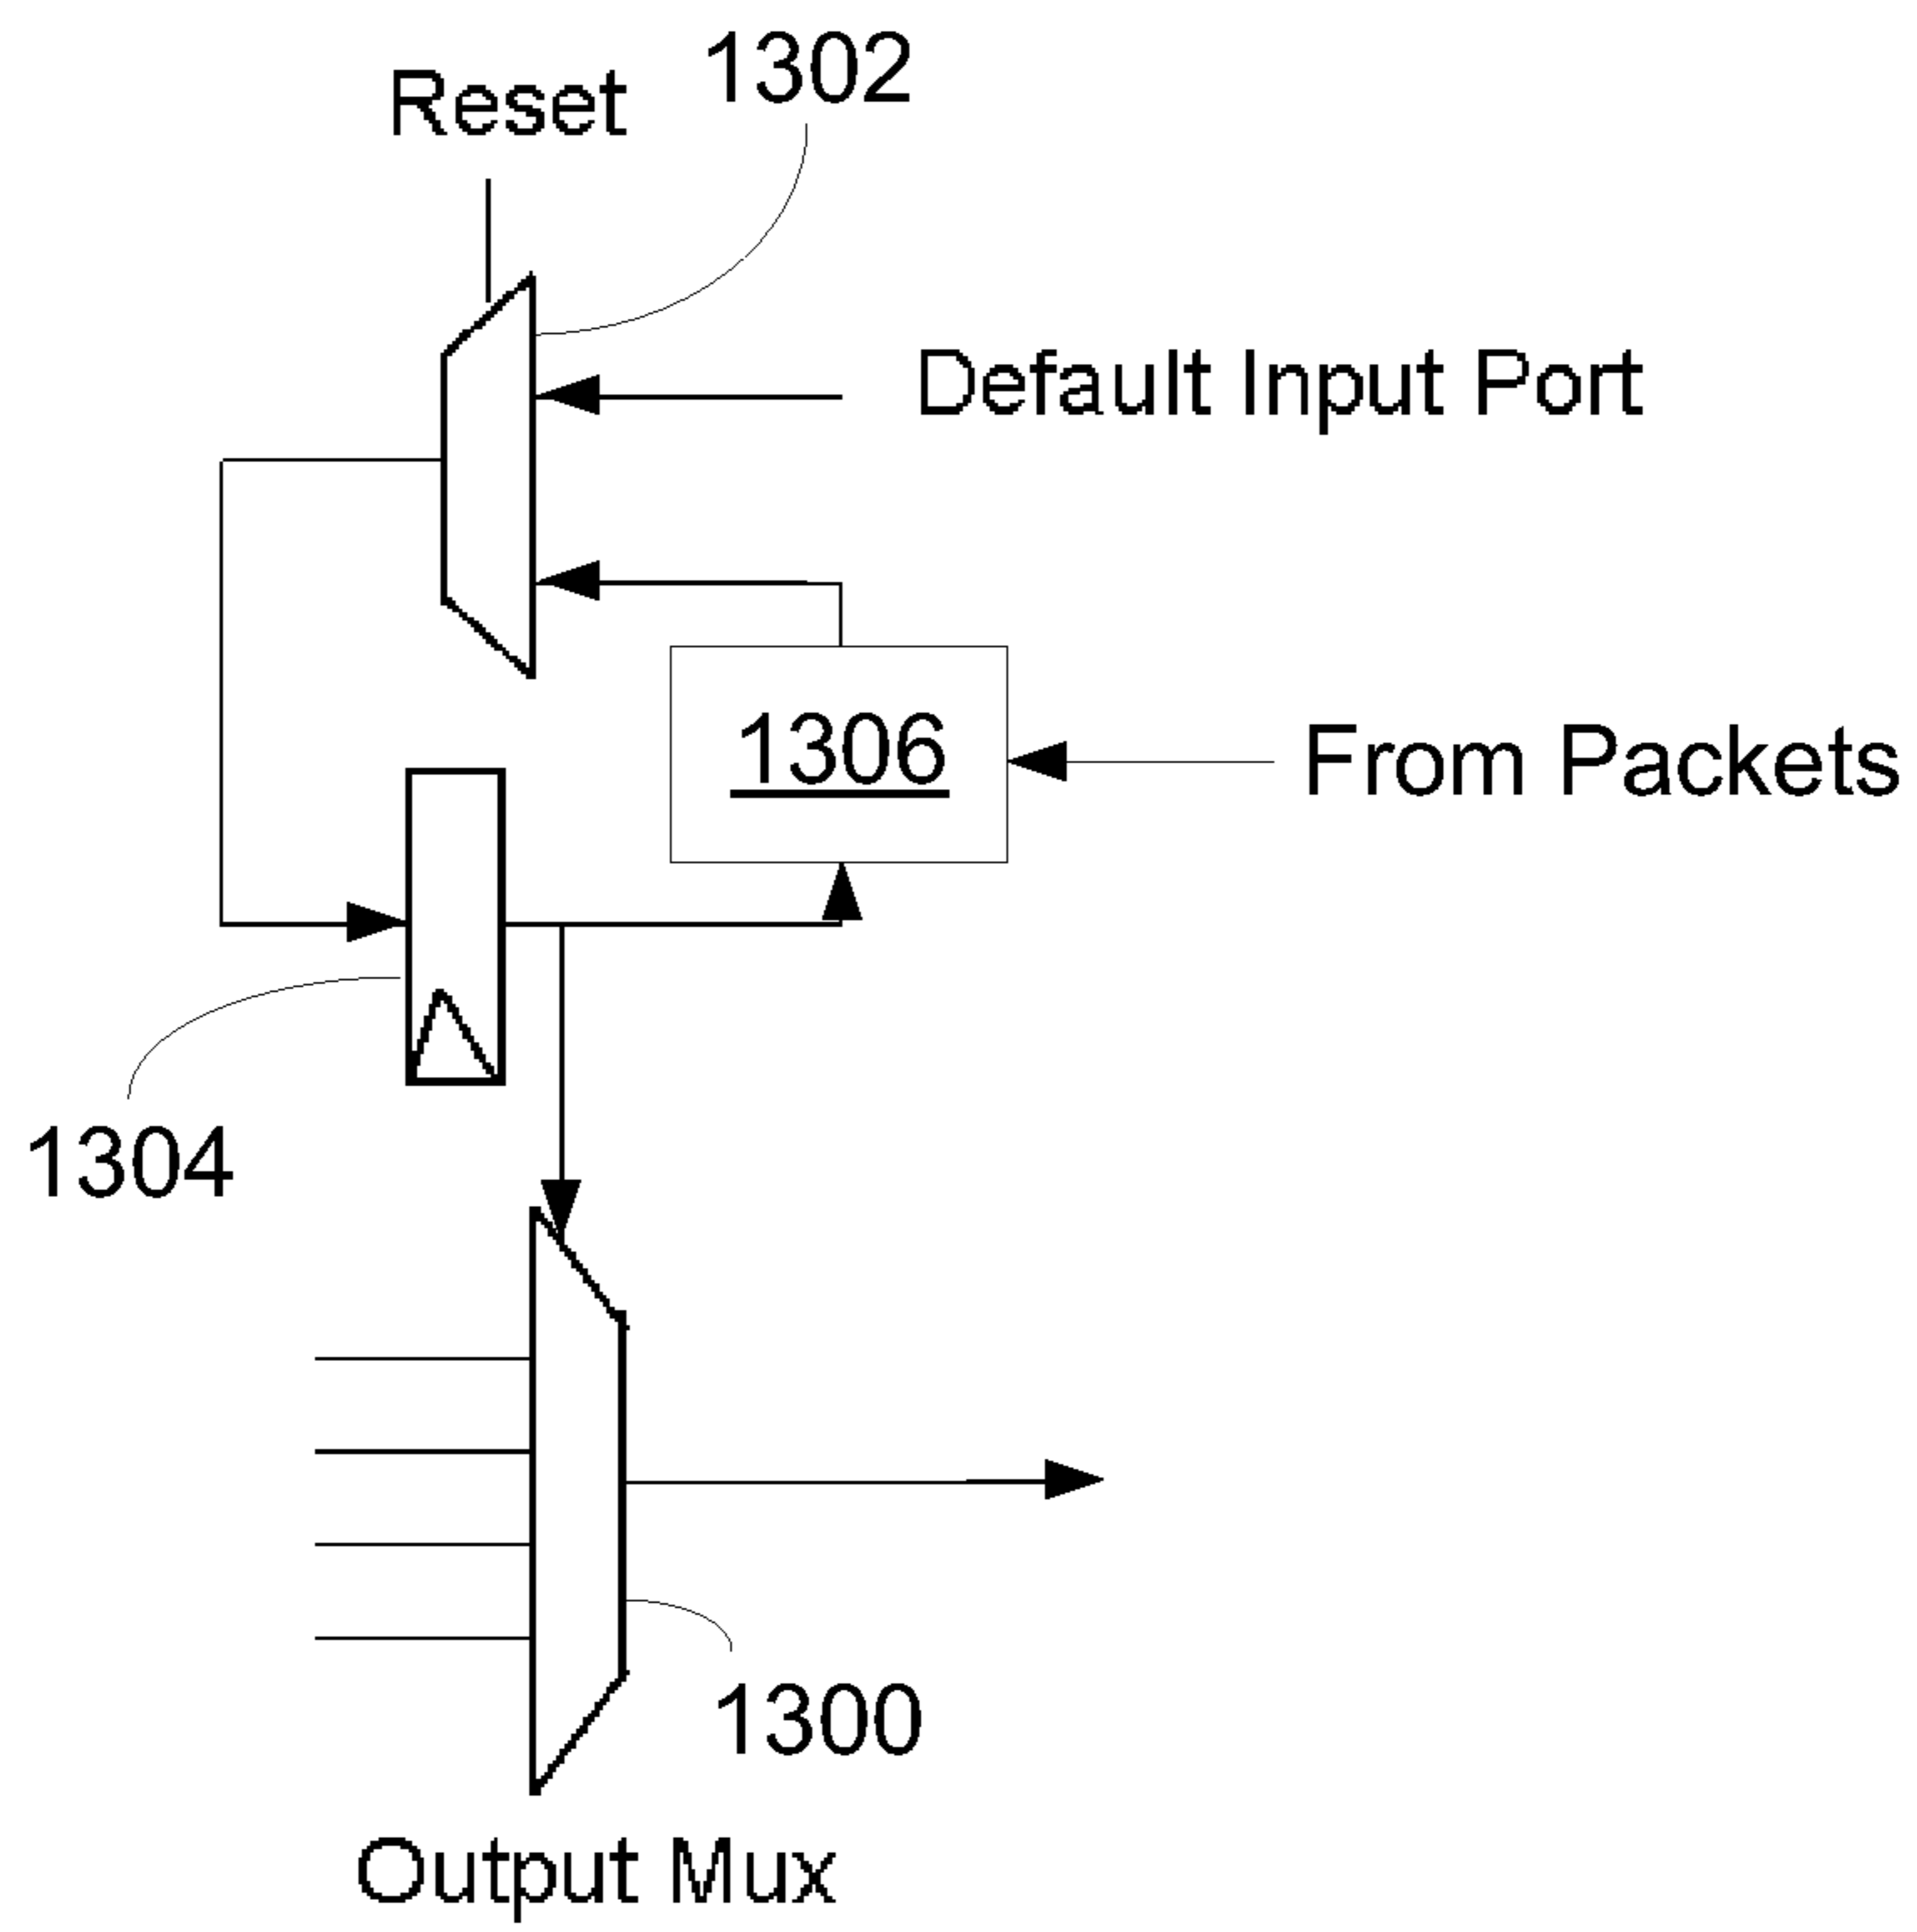 1302
Reset
Default Input Port
1306
From Packets
1304
1300
Output Mux